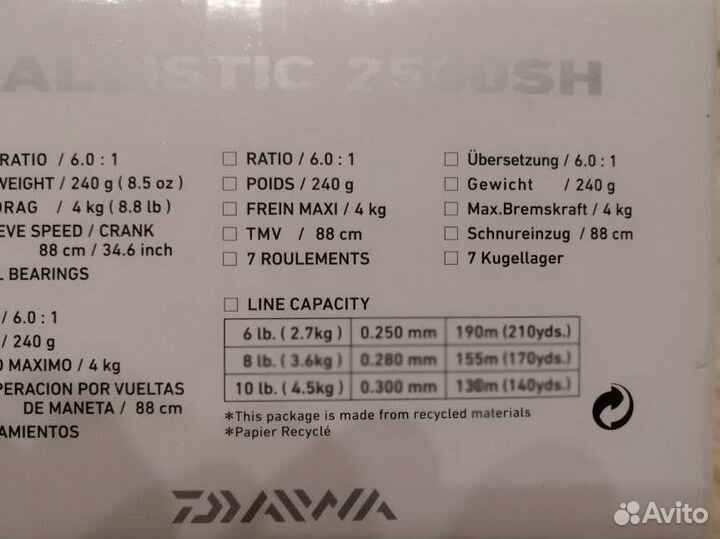 ALLISTIC 2500SH
RATIO / 6.0 : 1
WEIGHT / 240 g ( 8.5 oz )
DRAG / 4 kg ( 8.8 lb )
EVE SPEED / CRANK
88 cm / 34.6 inch
L BEARINGS
/ 6.0 : 1
/ 240 g
O MAXIMO / 4 kg
PERACION POR VUELTAS
DE MANETA / 88 cm
AMIENTOS
RATIO / 6.0 : 1
POIDS / 240 g
FREIN MAXI / 4 kg
TMV / 88 cm
7 ROULEMENTS
Übersetzung / 6.0 : 1
Gewicht / 240 g
Max.Bremskraft / 4 kg
Schnureinzug / 88 cm
7 Kugellager
LINE CAPACITY
6 lb. ( 2.7kg ) 0.250 mm 190m (210yds.)
8 lb. ( 3.6kg ) 0.280 mm 155m (170yds.)
10 lb. ( 4.5kg ) 0.300 mm 130m (140yds.)
*This package is made from recycled materials
*Papier Recyclé
DAIWA
Avito